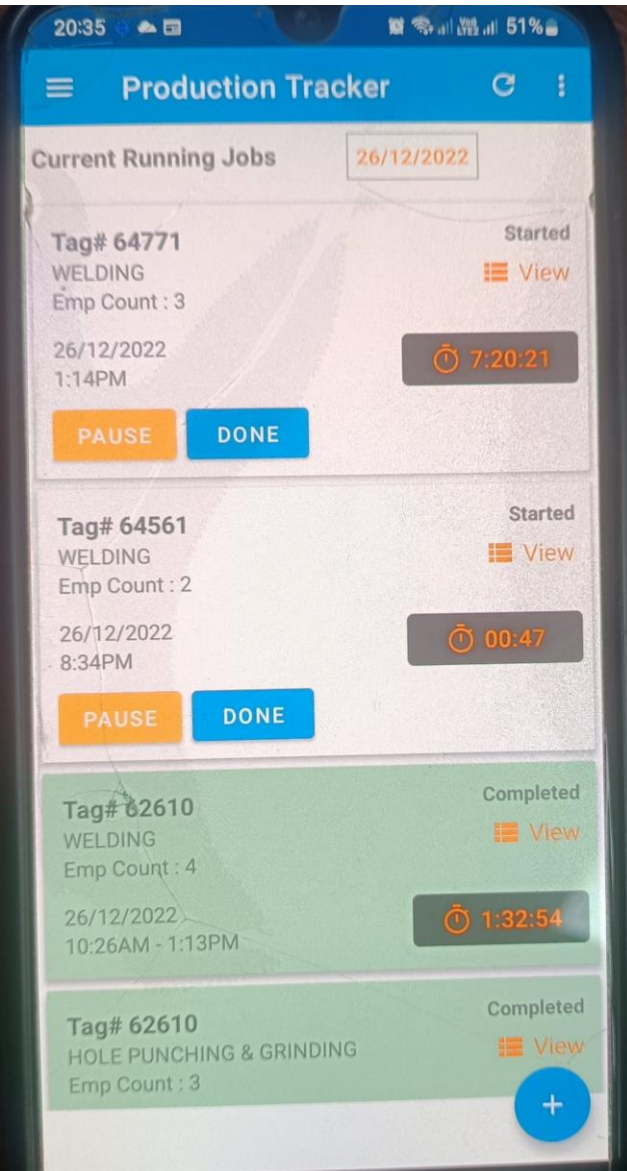 20:35 51%
Production Tracker
Current Running Jobs 26/12/2022
Tag# 64771 Started
WELDING View
Emp Count : 3
26/12/2022
7:20:21
1:14PM
PAUSE DONE
Tag# 64561 Started
WELDING View
Emp Count : 2
26/12/2022
00:47
8:34PM
PAUSE DONE
Tag# 62610 Completed
WELDING View
Emp Count : 4
26/12/2022
1:32:54
10:26AM - 1:13PM
Tag# 62610 Completed
HOLE PUNCHING & GRINDING View
Emp Count : 3
+